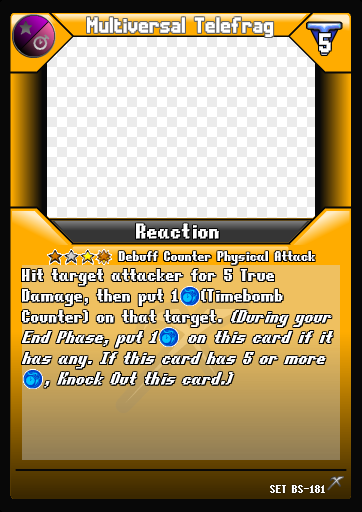 Multiversal Telefrag
5
Reaction
Debuff Counter Physical Attack
Hit target attacker for 5 True
Damage, then put 1(Timebomb
Counter) on that target. (During your
End Phase, put 1 on this card if it
has any. If this card has 5 or more
, Knock Out this card.)
SET BS-181